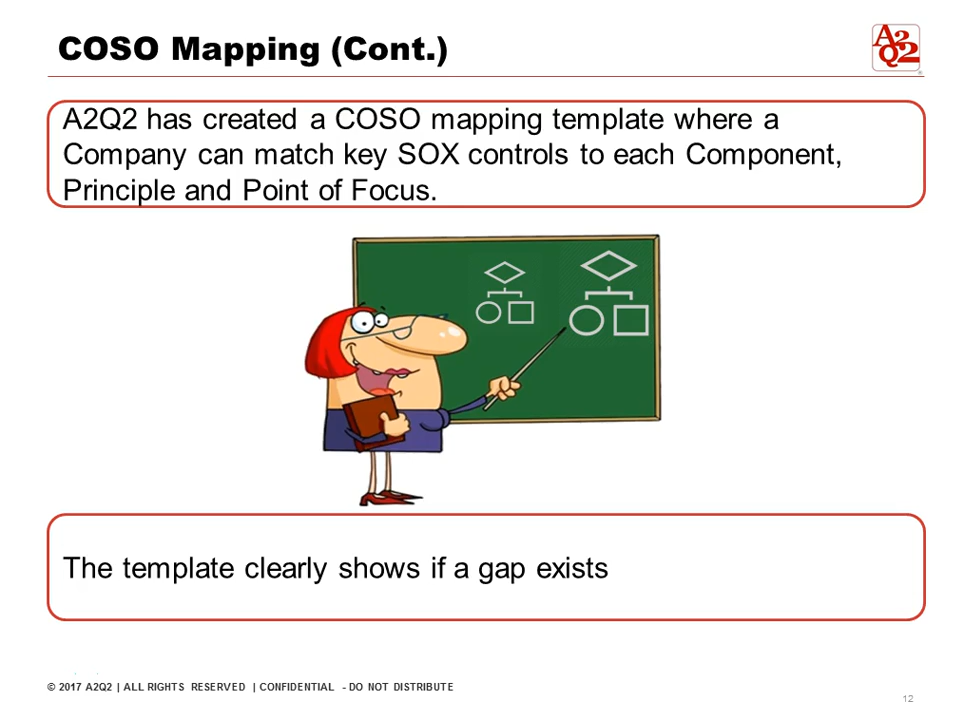 COSO Mapping (Cont.)
A2Q2
A2Q2 has created a COSO mapping template where a
Company can match key SOX controls to each Component,
Principle and Point of Focus.
The template clearly shows if a gap exists
© 2017 A2Q2 | ALL RIGHTS RESERVED | CONFIDENTIAL - DO NOT DISTRIBUTE
12